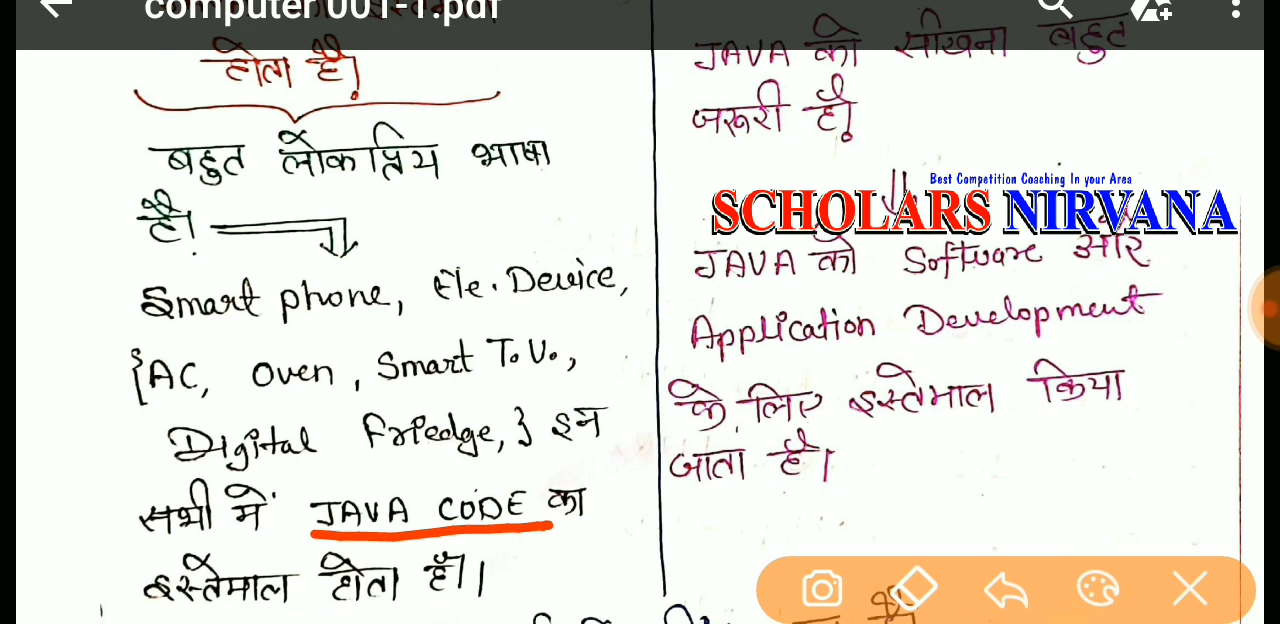 computer 001-1.pdf
होता है।
बहुत लोकप्रिय भाषा
है।
Smart phone, Ele. Device,
{AC, Oven, Smart T.V.,
Digital Friedge,} इन
सभी में JAVA CODE का
इस्तेमाल होता है।
JAVA को सीखना बहुत
जरूरी है।
Best Competition Coaching In your Area
SCHOLARS NIRVANA
JAVA को Software और
Application Development
के लिए इस्तेमाल किया
जाता है।